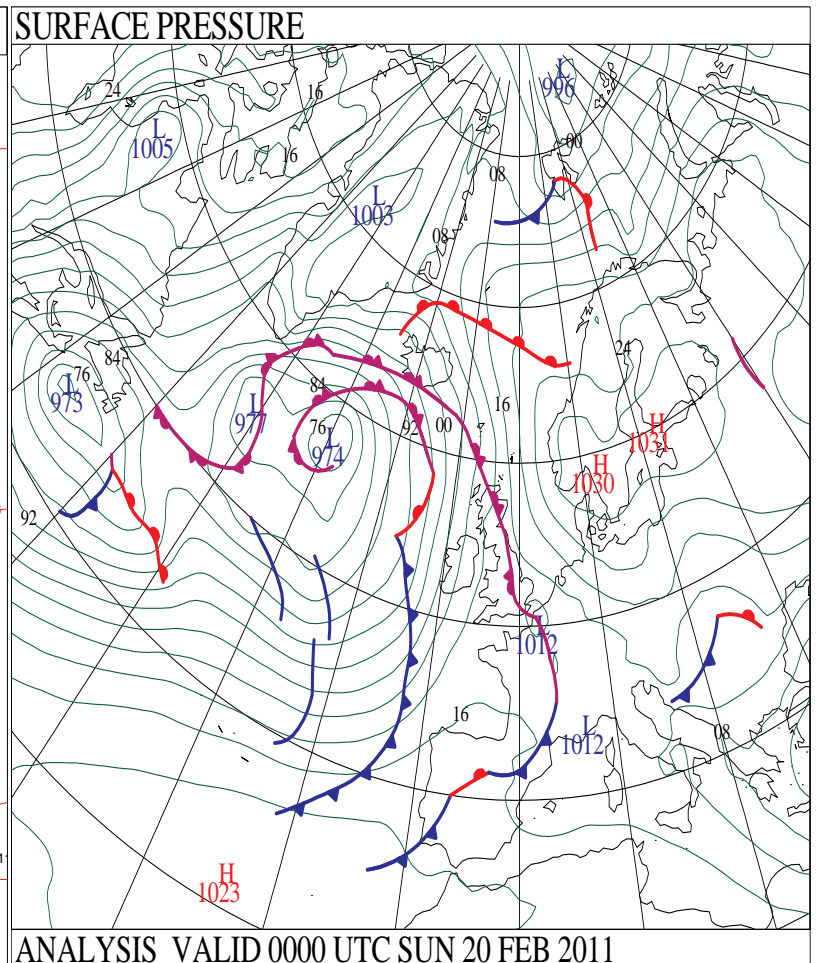 SURFACE PRESSURE
L
996
24
16
L
1005
00
16
08
L
1003
08
24
84
76
L
973
84
16
L
977
76
L
974
92
00
H
1031
H
1030
92
L
1012
16
L
1012
08
H
1023
ANALYSIS VALID 0000 UTC SUN 20 FEB 2011